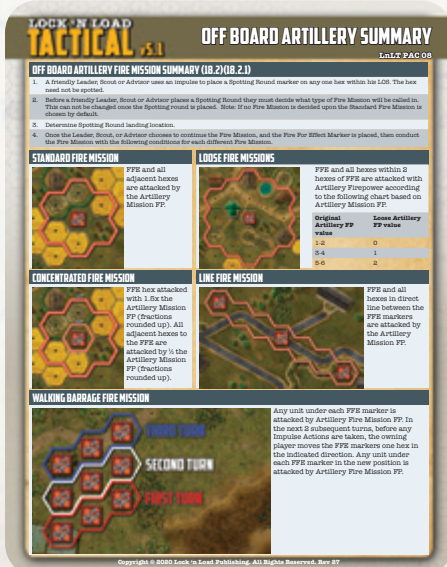 LOCK 'N LOAD
TACTICAL v5.1
OFF BOARD ARTILLERY SUMMARY
LnLT PAC 08
OFF BOARD ARTILLERY FIRE MISSION SUMMARY (18.2)(18.2.1)
1. A friendly Leader, Scout or Advisor uses an impulse to place a Spotting Round marker on any one hex within his LOS. The hex
need not be spotted.
2. Before a friendly Leader, Scout or Advisor places a Spotting Round they must decide what type of Fire Mission will be called in.
This can not be changed once the Spotting round is placed. Note: If no Fire Mission is decided upon the Standard Fire Mission is
chosen by default.
3. Determine Spotting Round landing location.
4. Once the Leader, Scout, or Advisor chooses to continue the Fire Mission, and the Fire For Effect Marker is placed, then conduct
the Fire Mission with the following conditions for each different Fire Mission.
STANDARD FIRE MISSION
FFE and all
adjacent hexes
are attacked by
the Artillery
Mission FP.
LOOSE FIRE MISSIONS
FFE and all hexes within 2
hexes of FFE are attacked with
Artillery Firepower according
to the following chart based on
Artillery Mission FP.
Original Artillery FP value
Loose Artillery FP value
1-2 0
3-4 1
5-6 2
CONCENTRATED FIRE MISSION
FFE hex attacked
with 1.5x the
Artillery Mission
FP (fractions
rounded up). All
adjacent hexes to
the FFE are
attacked by ½ the
Artillery Mission
FP (fractions
rounded up).
LINE FIRE MISSION
FFE and all
hexes in direct
line between the
FFE markers
are attacked by
the Artillery
Mission FP.
WALKING BARRAGE FIRE MISSION
THIRD TURN
SECOND TURN
FIRST TURN
Any unit under each FFE marker is
attacked by Artillery Fire Mission FP. In
the next 2 subsequent turns, before any
Impulse Actions are taken, the owning
player moves the FFE markers one hex in
the indicated direction. Any unit under
each FFE marker in the new position is
attacked by Artillery Fire Mission FP.
Copyright © 2020 Lock 'n Load Publishing. All Rights Reserved. Rev 27